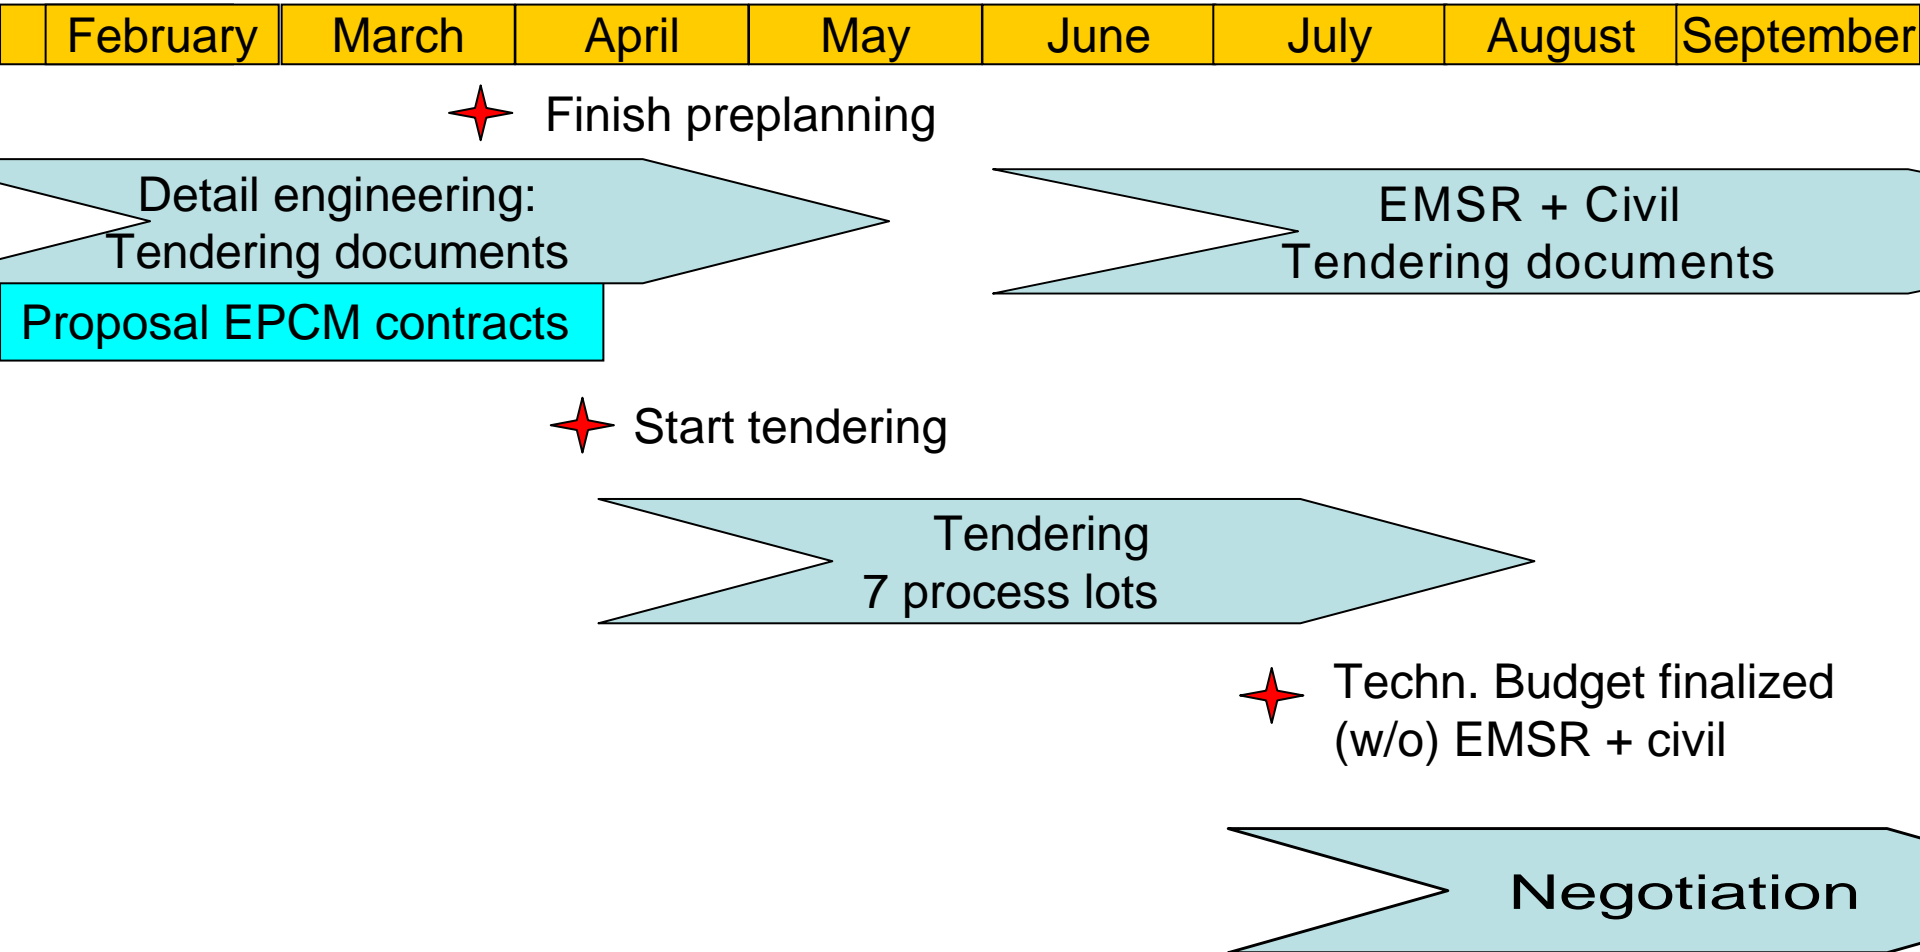 February March April May June July August September
Finish preplanning
Detail engineering:
Tendering documents
EMSR + Civil
Tendering documents
Proposal EPCM contracts
Start tendering
Tendering
7 process lots
Techn. Budget finalized
(w/o) EMSR + civil
Negotiation